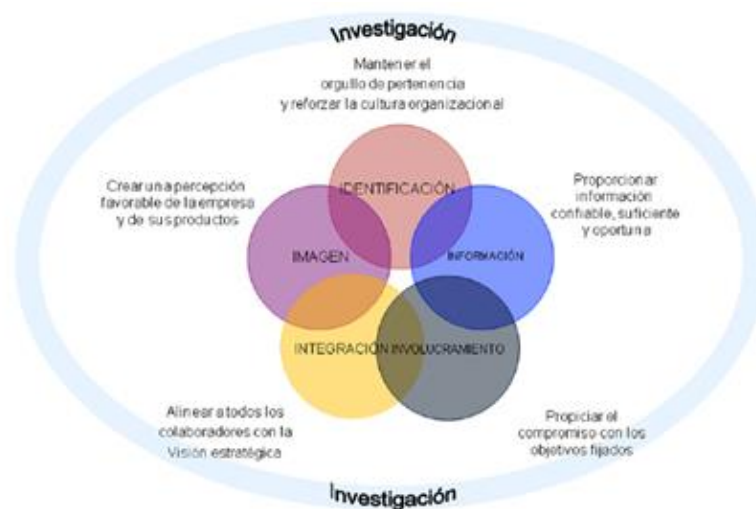 Investigación
Mantener el
orgullo de pertenencia
y reforzar la cultura organizacional
IDENTIFICACIÓN
Crear una percepción
favorable de la empresa
y de sus productos
Proporcionar
información
confiable, suficiente
y oportuna
IMAGEN
INFORMACIÓN
INTEGRACIÓN
INVOLUCRAMIENTO
Alinear a todos los
colaboradores con la
Visión estratégica
Propiciar el
compromiso con los
objetivos fijados
Investigación